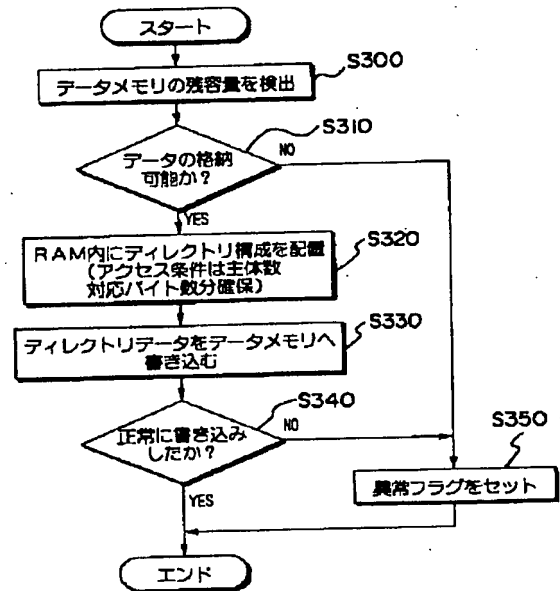 スタート
S300
データメモリの残容量を検出
S310
データの格納
可能か?
NO
YES
S320
RAM内にディレクトリ構成を配置
(アクセス条件は主体数
対応バイト数分確保)
S330
ディレクトリデータをデータメモリへ
書き込む
S340
正常に書き込み
したか?
NO
YES
S350
異常フラグをセット
エンド